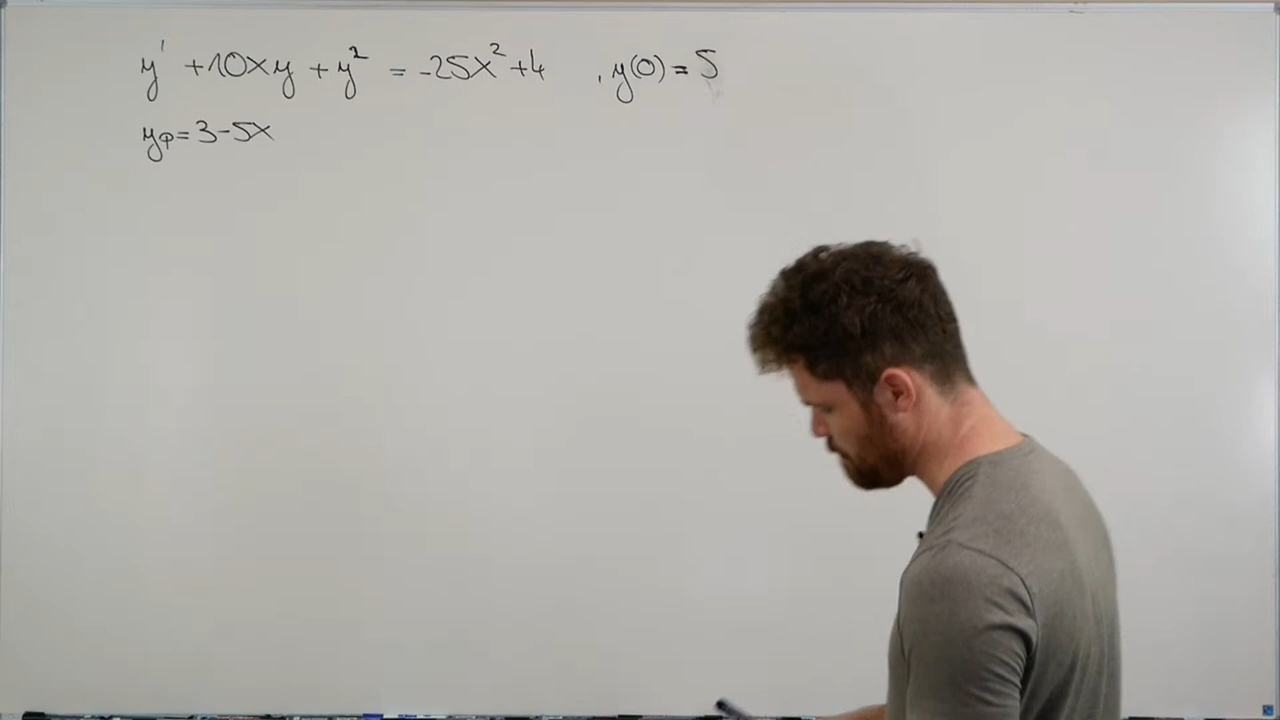 y' + 10xy + y² = -25x² + 4 , y(0) = 5
yp = 3 - 5x